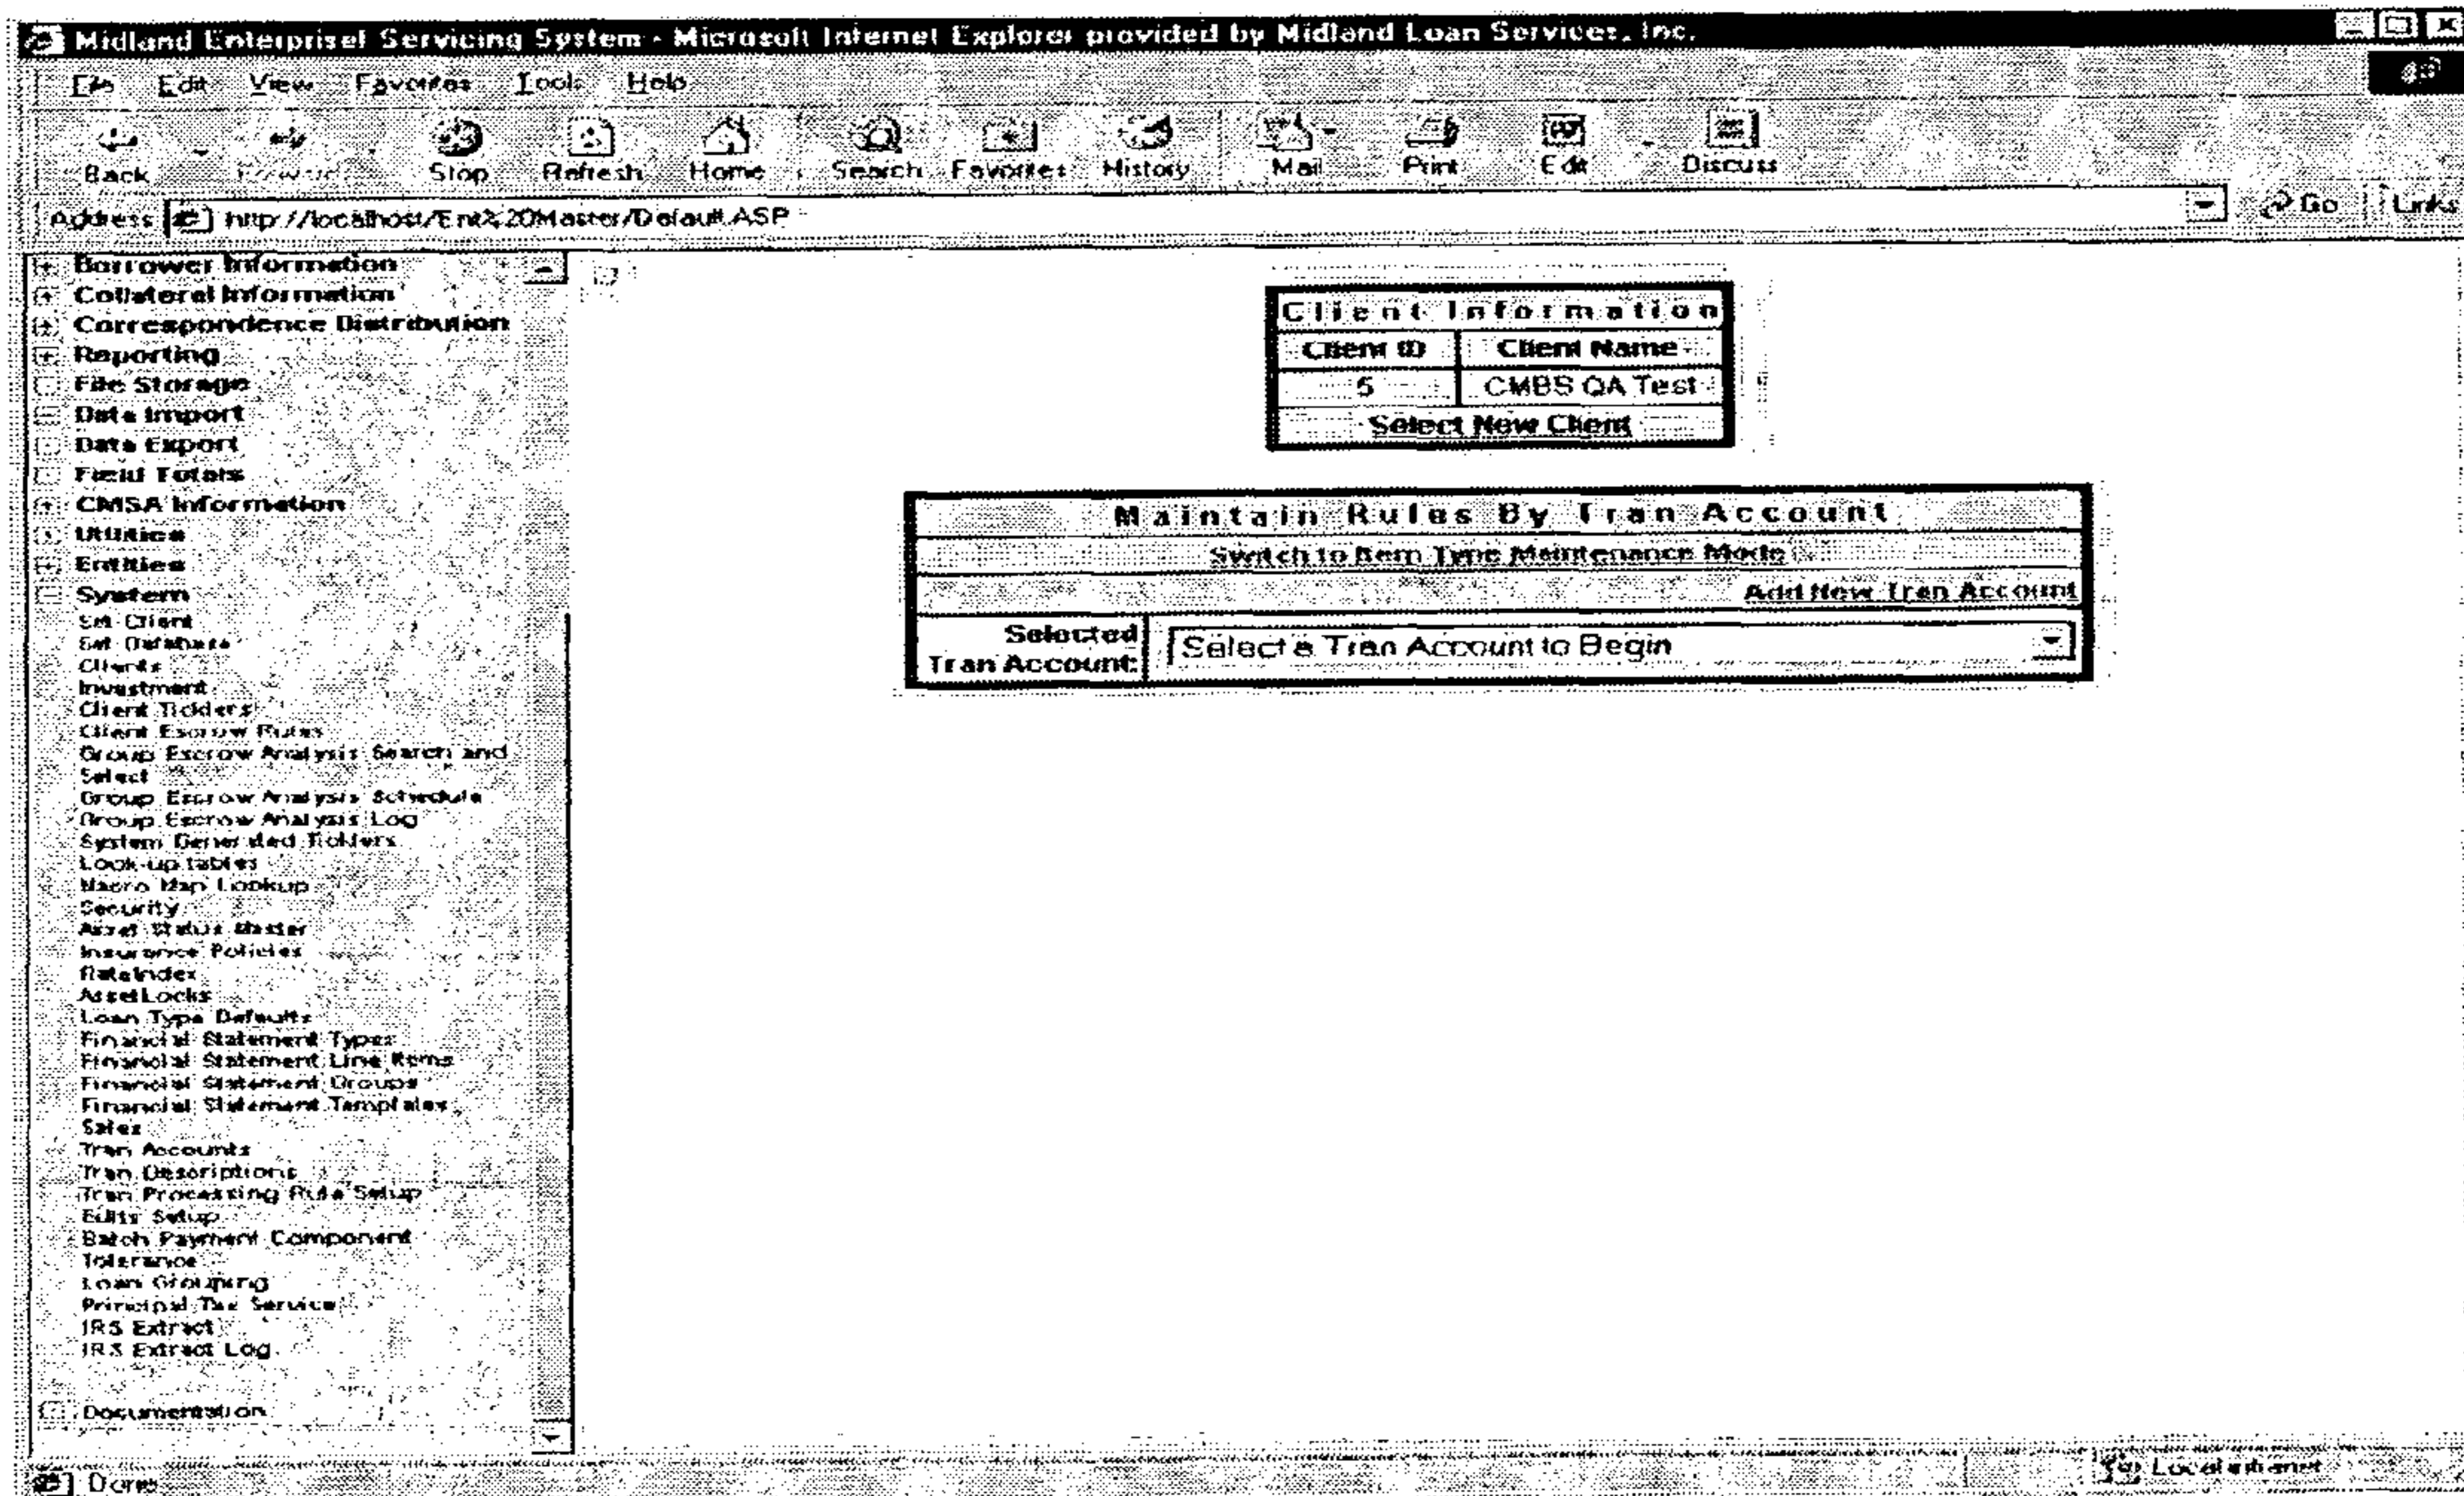 Midland Enterprise! Servicing System - Microsoft Internet Explorer provided by Midland Loan Services, Inc.
File Edit View Favorites Tools Help
Back Forward Stop Refresh Home Search Favorites History Mail Print Edit Discuss
Address http://localhost/Ent%20Master/Default.ASP Go Links
Borrower Information
Collateral Information
Correspondence Distribution
Reporting
File Storage
Data Import
Data Export
Field Totals
CMSA Information
Utilities
Entities
System
Set Client
Set Database
Clients
Investment
Client Ticklers
Client Escrow Rules
Group Escrow Analysis Search and
Select
Group Escrow Analysis Schedule
Group Escrow Analysis Log
System Generated Ticklers
Look-up tables
Macro Map Lookup
Security
Asset Status Master
Insurance Policies
RateIndex
AssetLocks
Loan Type Defaults
Financial Statement Types
Financial Statement Line Items
Financial Statement Groups
Financial Statement Templates
Sales
Tran Accounts
Tran Descriptions
Tran Processing Rule Setup
Edits Setup
Batch Payment Component
Tolerance
Loan Grouping
Principal Tax Service
IRS Extract
IRS Extract Log
Documentation
Client Information
Client ID Client Name
5 CMBS QA Test
Select New Client
Maintain Rules By Tran Account
Switch to Item Type Maintenance Mode
Add New Tran Account
Selected
Tran Account: Select a Tran Account to Begin
Done Local intranet